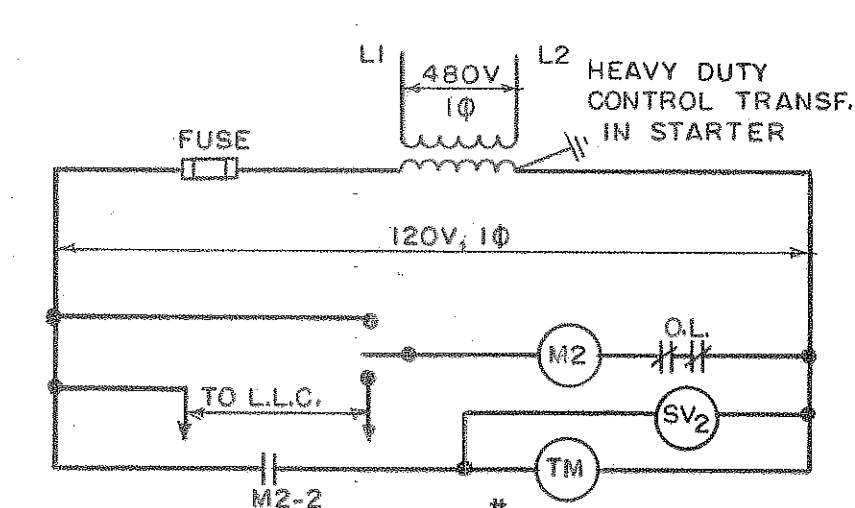 L1
L2
480V
1Φ
HEAVY DUTY
CONTROL TRANSF.
IN STARTER
FUSE
120V, 1Φ
O.L.
M2
TO L.L.C.
SV2
TM
M2-2
*